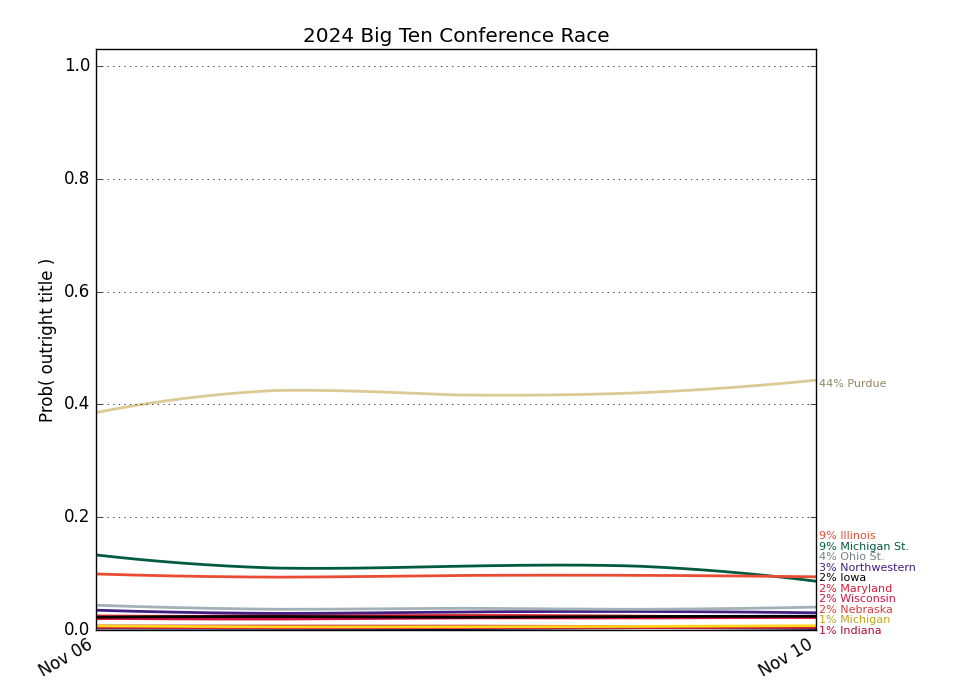 2024 Big Ten Conference Race
Prob( outright title )
1.0
0.8
0.6
0.4
0.2
0.0
Nov 06
Nov 10
44% Purdue
9% Illinois
9% Michigan St.
4% Ohio St.
3% Northwestern
2% Iowa
2% Maryland
2% Wisconsin
2% Nebraska
1% Michigan
1% Indiana